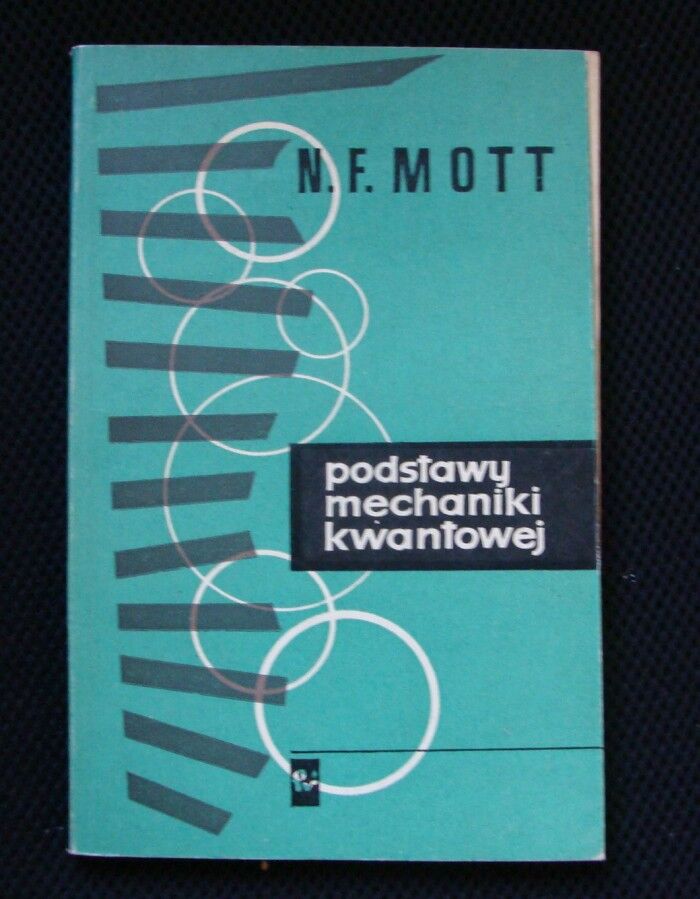 N.F. MOTT
podstawy
mechaniki
kwantowej